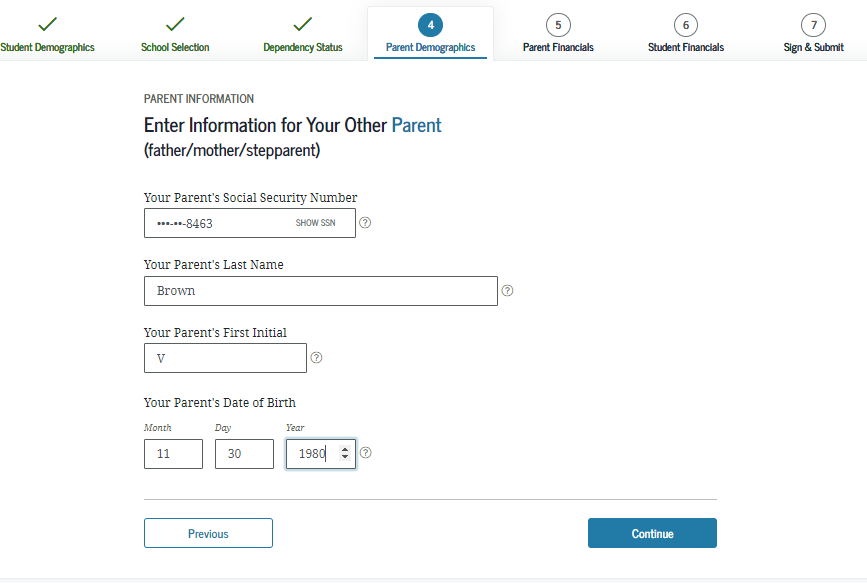 4 5 6 7
Student Demographics School Selection Dependency Status Parent Demographics Parent Financials Student Financials Sign & Submit
PARENT INFORMATION
Enter Information for Your Other Parent
(father/mother/stepparent)
Your Parent's Social Security Number
•••-••-8463 SHOW SSN ?
Your Parent's Last Name
Brown ?
Your Parent's First Initial
V ?
Your Parent's Date of Birth
Month Day Year
11 30 1980 ?
Previous Continue